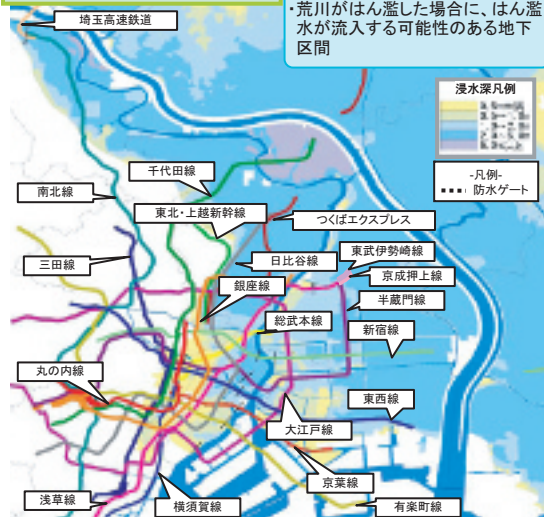 ・荒川がはん濫した場合に、はん濫
水が流入する可能性のある地下
区間
埼玉高速鉄道
浸水深凡例
-凡例-
防水ゲート
千代田線
南北線
東北・上越新幹線
つくばエクスプレス
東武伊勢崎線
三田線
日比谷線
京成押上線
銀座線
半蔵門線
総武本線
新宿線
丸の内線
東西線
大江戸線
京葉線
浅草線
横須賀線
有楽町線